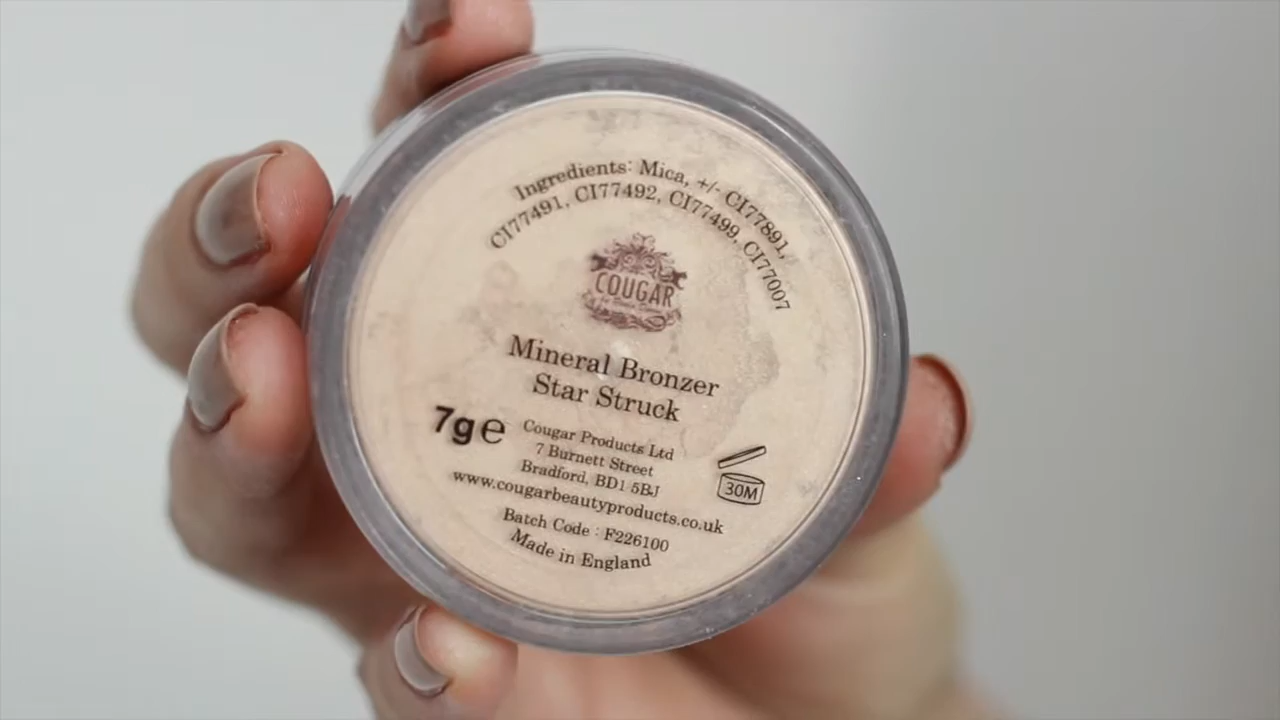 Ingredients: Mica, +/- CI77891,
CI77491, CI77492, CI77499, CI77007
COUGAR
Mineral Bronzer
Star Struck
7g e
Cougar Products Ltd
7 Burnett Street
Bradford, BD1 5BJ
www.cougarbeautyproducts.co.uk
30M
Batch Code : F226100
Made in England